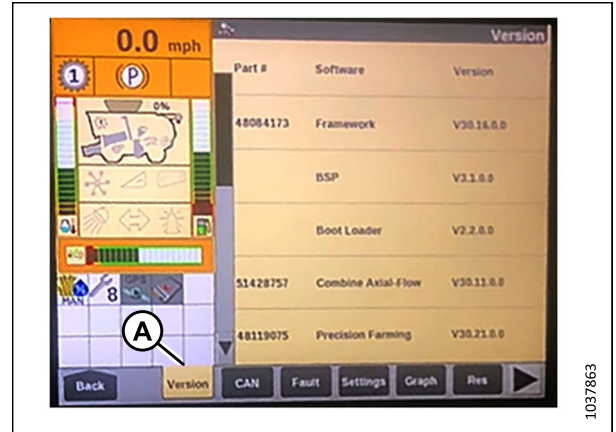 0.0 mph
Version
1 (P)
Part # Software Version
0%
48084173 Framework V30.16.0.0
BSP V3.1.0.0
Boot Loader V2.2.0.0
51428757 Combine Axial-Flow V30.11.0.0
MAN 8 GPS
48119075 Precision Farming V30.21.0.0
A
Back Version CAN Fault Settings Graph Res
1037863